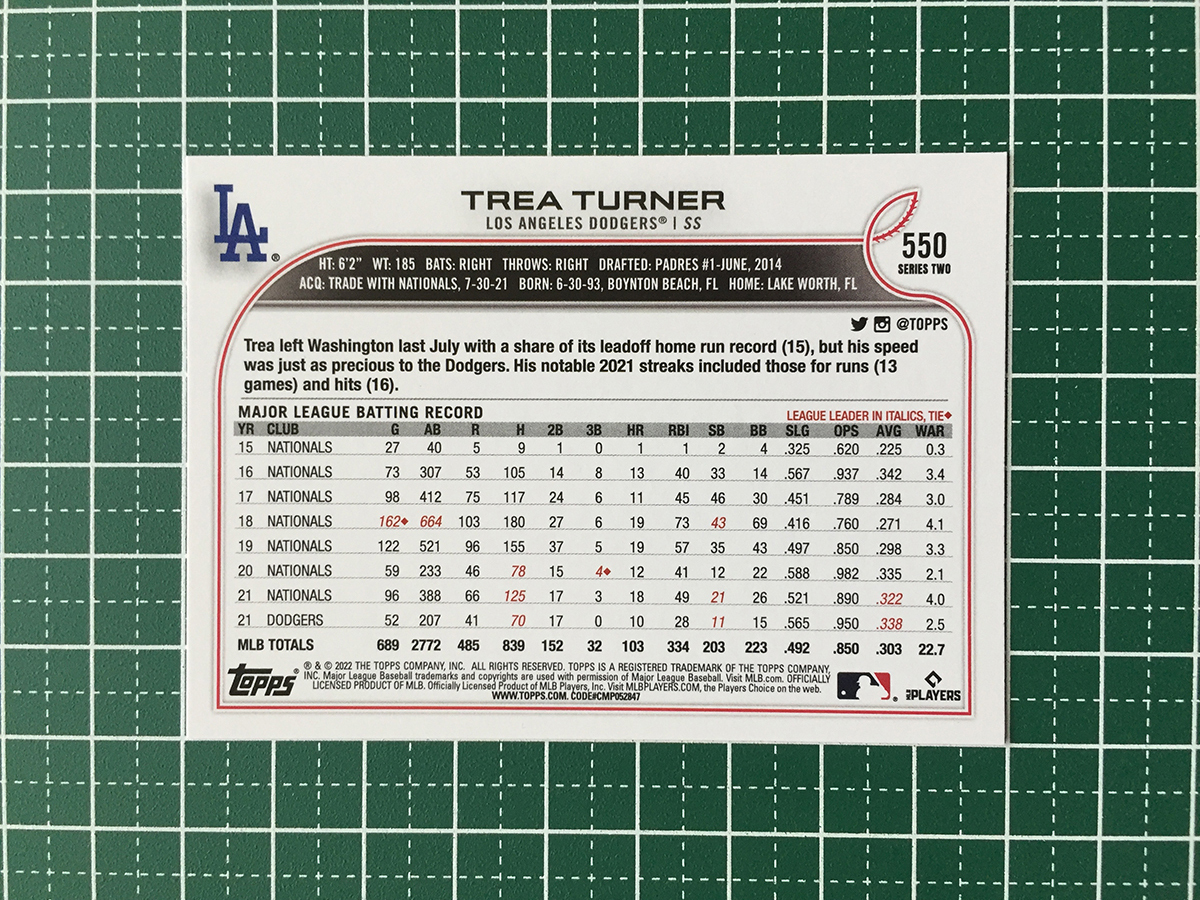 LA®
TREA TURNER
LOS ANGELES DODGERS® | SS
550
SERIES TWO
HT: 6'2" WT: 185 BATS: RIGHT THROWS: RIGHT DRAFTED: PADRES #1-JUNE, 2014
ACQ: TRADE WITH NATIONALS, 7-30-21 BORN: 6-30-93, BOYNTON BEACH, FL HOME: LAKE WORTH, FL
@TOPPS
Trea left Washington last July with a share of its leadoff home run record (15), but his speed
was just as precious to the Dodgers. His notable 2021 streaks included those for runs (13
games) and hits (16).
MAJOR LEAGUE BATTING RECORD LEAGUE LEADER IN ITALICS, TIE◆
YR CLUB G AB R H 2B 3B HR RBI SB BB SLG OPS AVG WAR
15 NATIONALS 27 40 5 9 1 0 1 1 2 4 .325 .620 .225 0.3
16 NATIONALS 73 307 53 105 14 8 13 40 33 14 .567 .937 .342 3.4
17 NATIONALS 98 412 75 117 24 6 11 45 46 30 .451 .789 .284 3.0
18 NATIONALS 162◆ 664 103 180 27 6 19 73 43 69 .416 .760 .271 4.1
19 NATIONALS 122 521 96 155 37 5 19 57 35 43 .497 .850 .298 3.3
20 NATIONALS 59 233 46 78 15 4◆ 12 41 12 22 .588 .982 .335 2.1
21 NATIONALS 96 388 66 125 17 3 18 49 21 26 .521 .890 .322 4.0
21 DODGERS 52 207 41 70 17 0 10 28 11 15 .565 .950 .338 2.5
MLB TOTALS 689 2772 485 839 152 32 103 334 203 223 .492 .850 .303 22.7
Topps®
® & © 2022 THE TOPPS COMPANY, INC. ALL RIGHTS RESERVED. TOPPS IS A REGISTERED TRADEMARK OF THE TOPPS COMPANY,
INC. Major League Baseball trademarks and copyrights are used with permission of Major League Baseball. Visit MLB.com. OFFICIALLY
LICENSED PRODUCT OF MLB. Officially Licensed Product of MLB Players, Inc. Visit MLBPLAYERS.COM, the Players Choice on the web.
WWW.TOPPS.COM. CODE#CMP052847
MLB PLAYERS